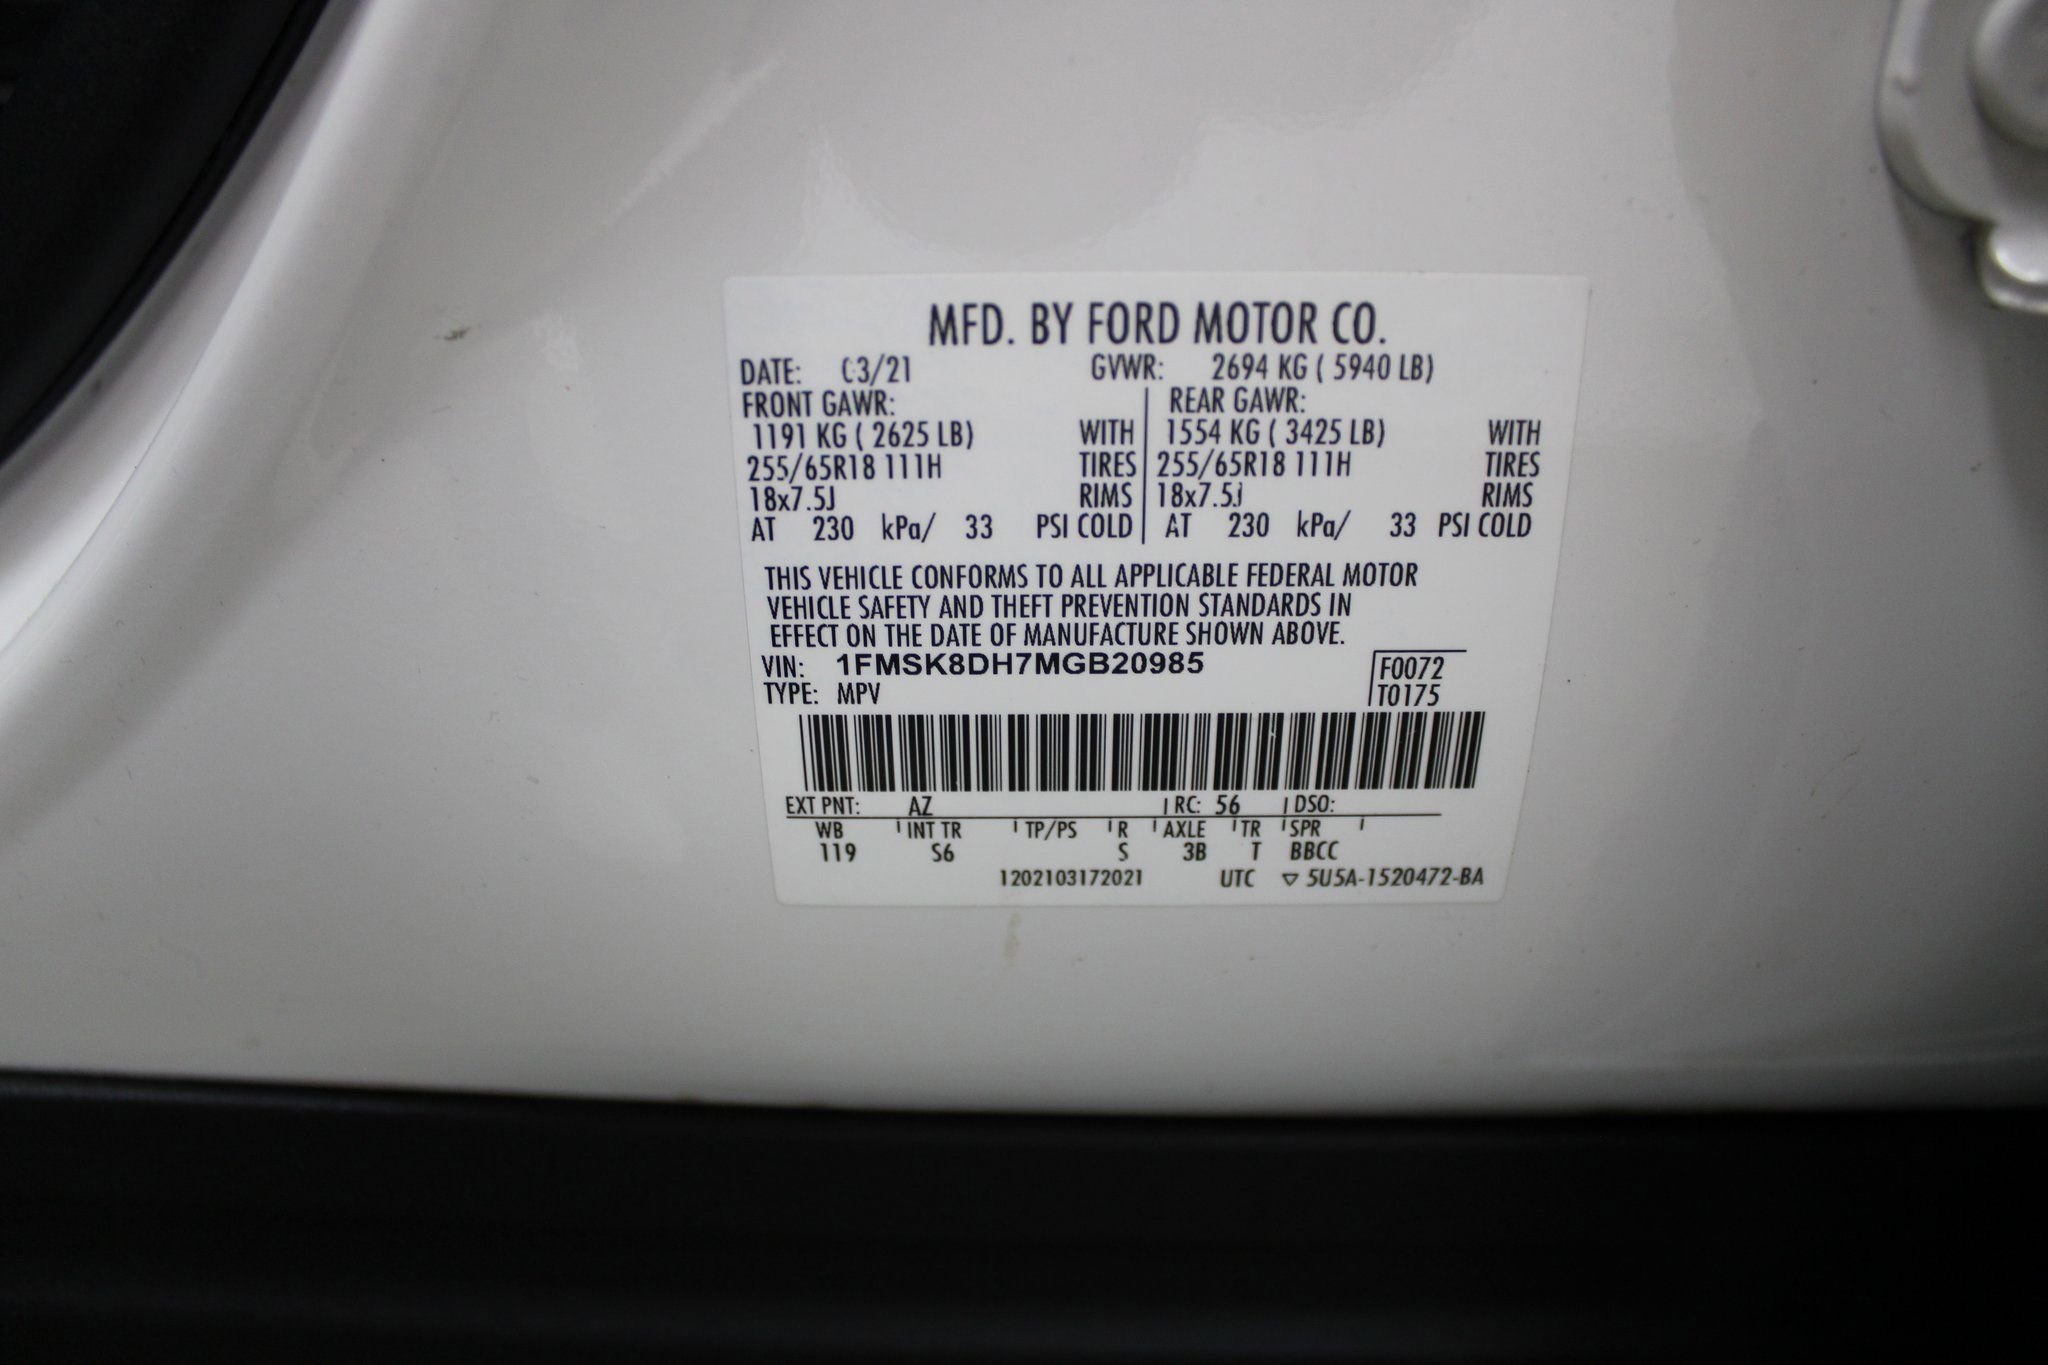 MFD. BY FORD MOTOR CO.
DATE: 03/21 GVWR: 2694 KG ( 5940 LB)
FRONT GAWR: REAR GAWR:
1191 KG ( 2625 LB) WITH 1554 KG ( 3425 LB) WITH
255/65R18 111H TIRES 255/65R18 111H TIRES
18x7.5J RIMS 18x7.5J RIMS
AT 230 kPa/ 33 PSI COLD AT 230 kPa/ 33 PSI COLD
THIS VEHICLE CONFORMS TO ALL APPLICABLE FEDERAL MOTOR
VEHICLE SAFETY AND THEFT PREVENTION STANDARDS IN
EFFECT ON THE DATE OF MANUFACTURE SHOWN ABOVE.
VIN: 1FMSK8DH7MGB20985 F0072
TYPE: MPV T0175
EXT PNT: AZ RC: 56 DSO:
WB INT TR TP/PS R AXLE TR SPR
119 S6 S 3B T BBCC
1202103172021 UTC ▽ 5U5A-1520472-BA